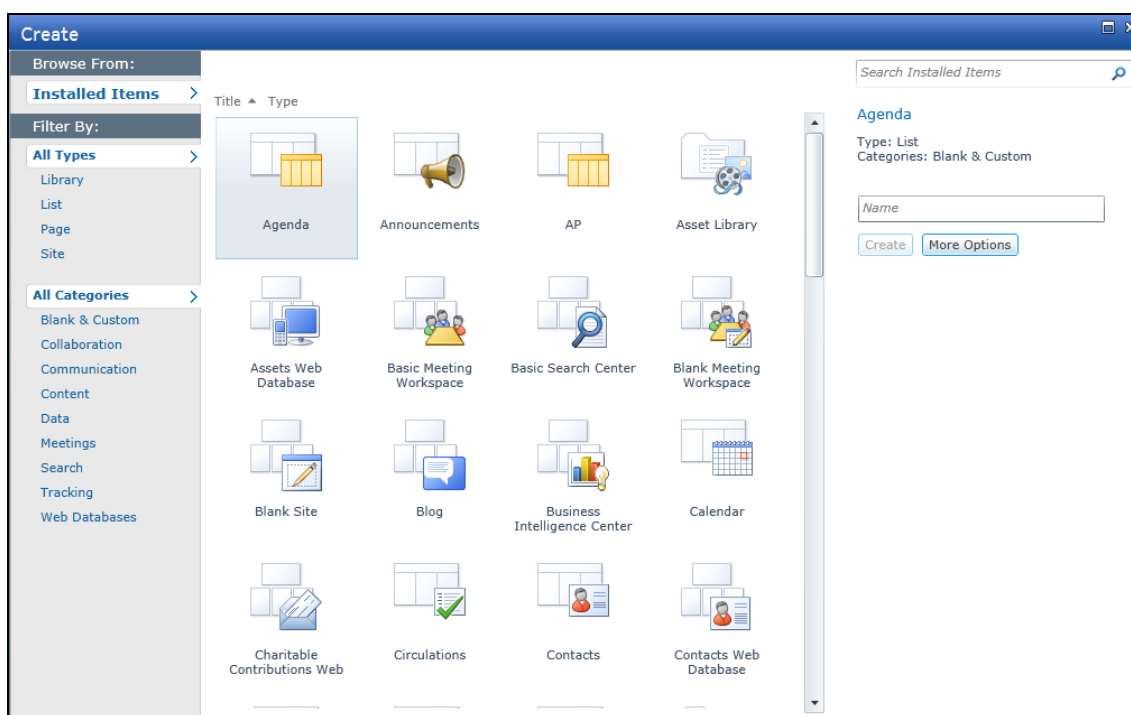 Create
Browse From:
Installed Items
Filter By:
All Types
Library
List
Page
Site
All Categories
Blank & Custom
Collaboration
Communication
Content
Data
Meetings
Search
Tracking
Web Databases
Title Type
Agenda
Announcements
AP
Asset Library
Assets Web
Database
Basic Meeting
Workspace
Basic Search Center
Blank Meeting
Workspace
Blank Site
Blog
Business
Intelligence Center
Calendar
Charitable
Contributions Web
Circulations
Contacts
Contacts Web
Database
Search Installed Items
Agenda
Type: List
Categories: Blank & Custom
Name
Create
More Options